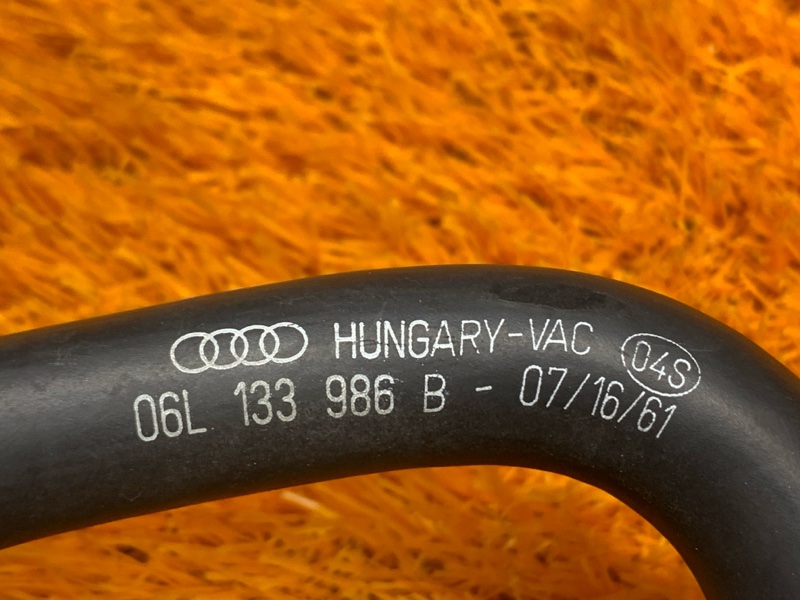 HUNGARY-VAC 04S
06L 133 986 B - 07/16/61